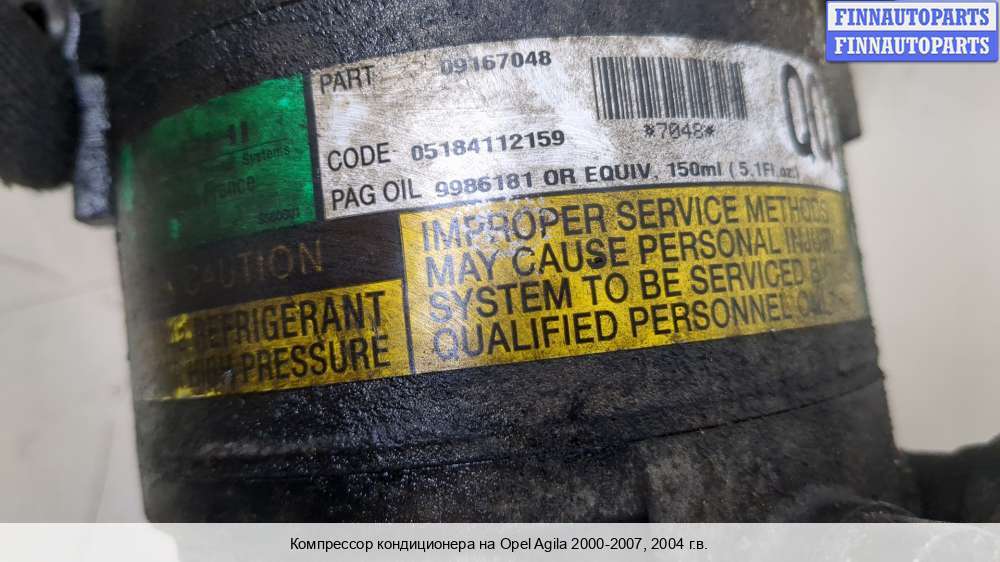 FINNAUTOPARTS
FINNAUTOPARTS
PART 09167048
*7048*
CODE 05184112159
PAG OIL 9986181 OR EQUIV, 150ml (5.1Fl.oz.)
Systems
CAUTION
REFRIGERANT
HIGH PRESSURE
IMPROPER SERVICE METHODS
MAY CAUSE PERSONAL INJURY
SYSTEM TO BE SERVICED BY
QUALIFIED PERSONNEL ONLY
Компрессор кондиционера на Opel Agila 2000-2007, 2004 г.в.